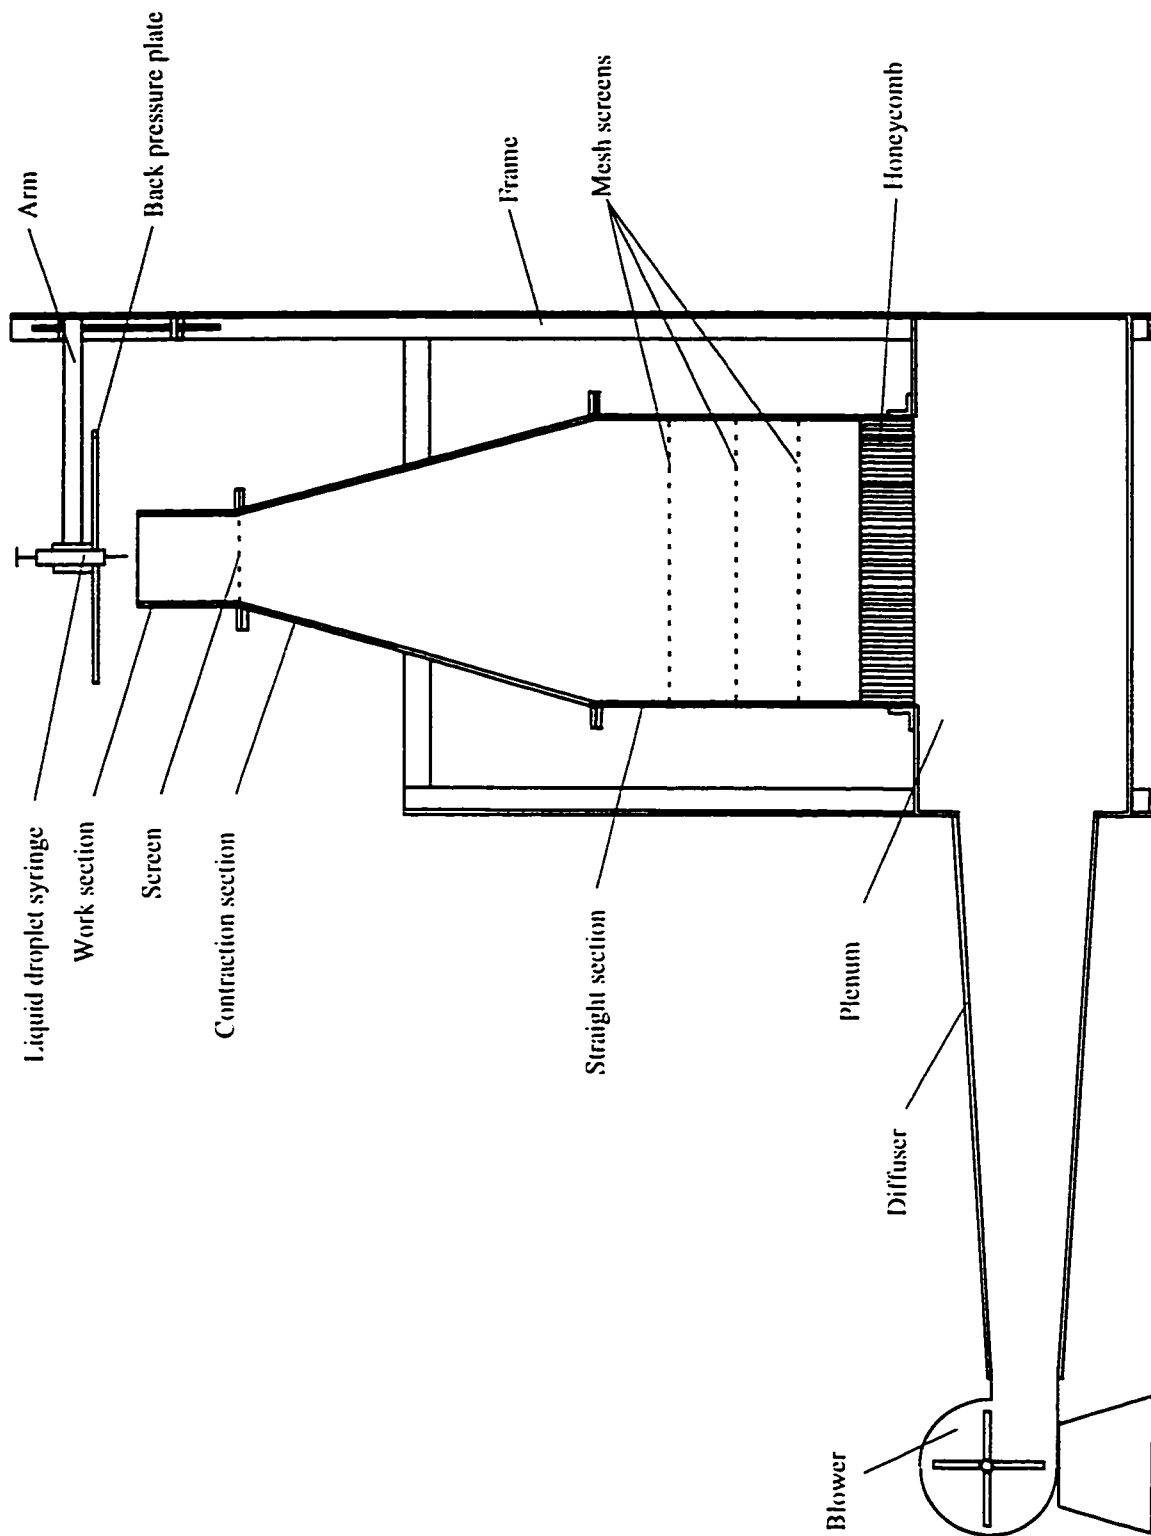 Arm
Back pressure plate
Frame
Mesh screens
Honeycomb
Liquid droplet syringe
Work section
Screen
Contraction section
Straight section
Plenum
Diffuser
Blower